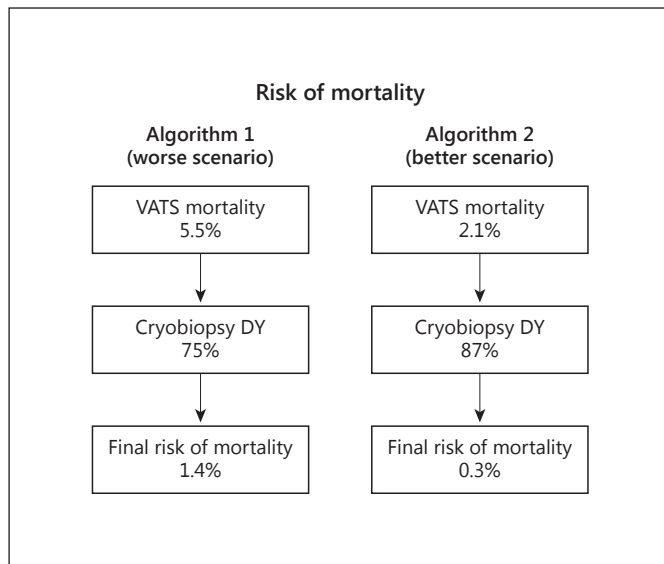 Risk of mortality
Algorithm 1
(worse scenario)
VATS mortality
5.5%
Cryobiopsy DY
75%
Final risk of mortality
1.4%
Algorithm 2
(better scenario)
VATS mortality
2.1%
Cryobiopsy DY
87%
Final risk of mortality
0.3%